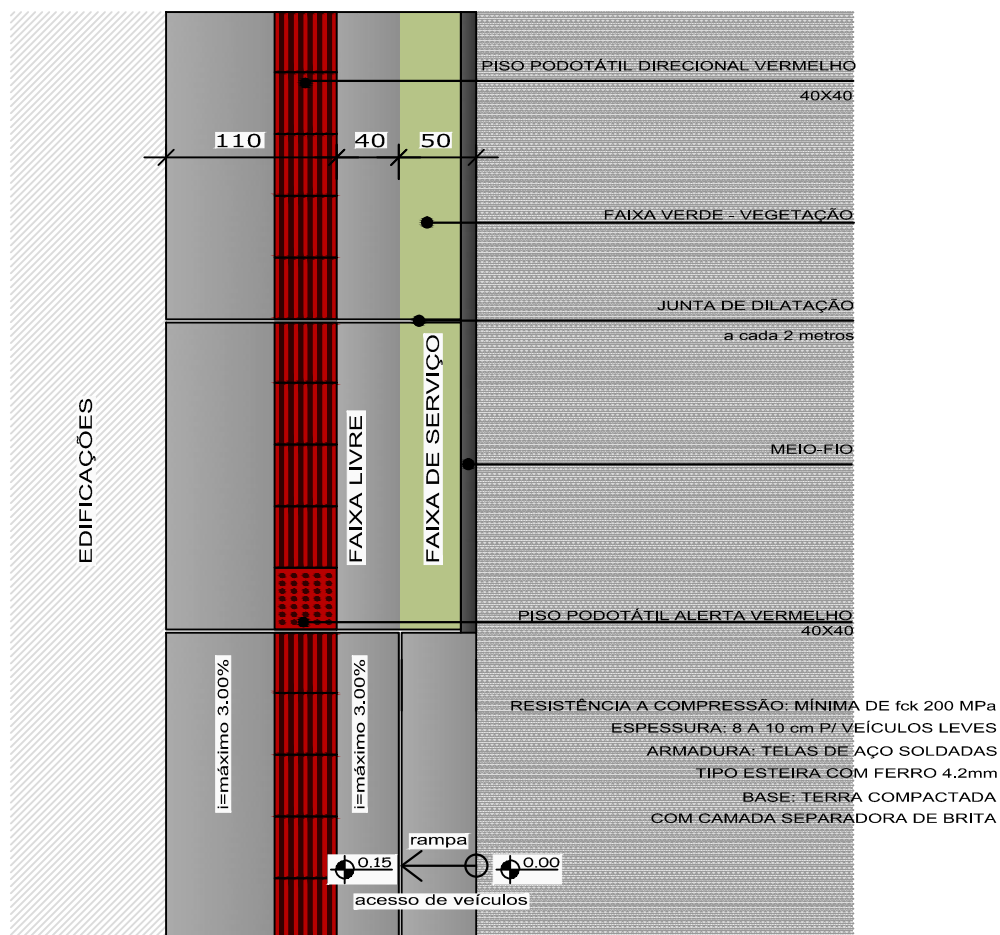 PISO PODOTÁTIL DIRECIONAL VERMELHO
40X40
110
40
50
FAIXA VERDE - VEGETAÇÃO
JUNTA DE DILATAÇÃO
a cada 2 metros
EDIFICAÇÕES
FAIXA LIVRE
FAIXA DE SERVIÇO
MEIO-FIO
PISO PODOTÁTIL ALERTA VERMELHO
40X40
i=máximo 3.00%
i=máximo 3.00%
RESISTÊNCIA A COMPRESSÃO: MÍNIMA DE fck 200 MPa
ESPESSURA: 8 A 10 cm P/ VEÍCULOS LEVES
ARMADURA: TELAS DE AÇO SOLDADAS
TIPO ESTEIRA COM FERRO 4.2mm
BASE: TERRA COMPACTADA
COM CAMADA SEPARADORA DE BRITA
rampa
0.15
0.00
acesso de veículos